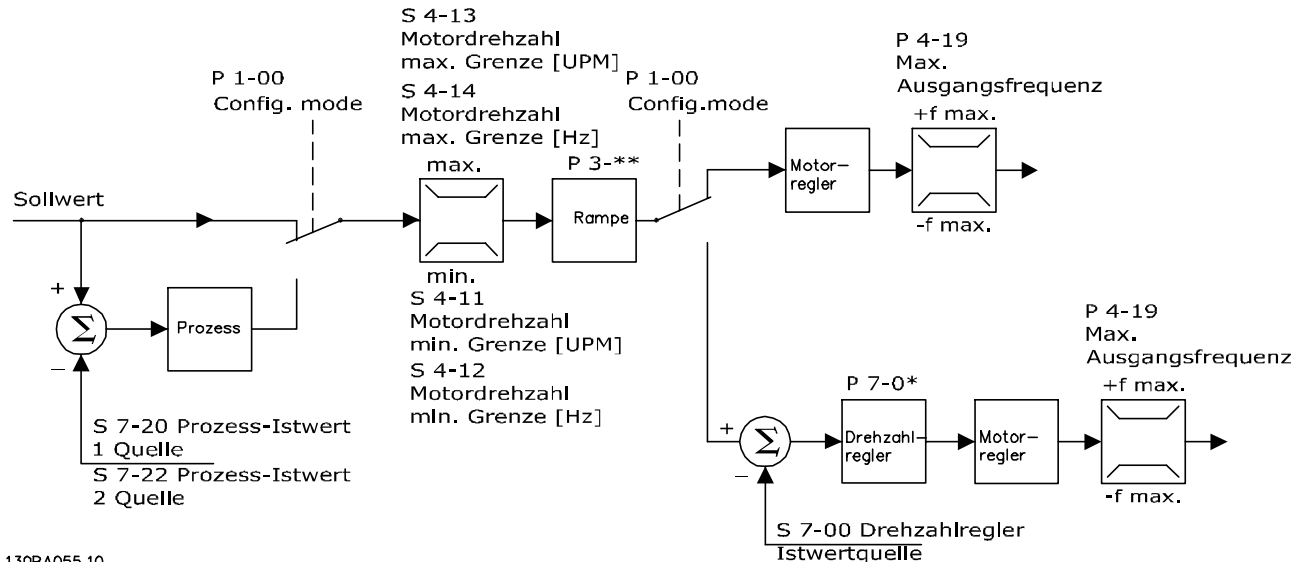 S 4-13
Motordrehzahl
max. Grenze [UPM]
S 4-14
Motordrehzahl
max. Grenze [Hz]
P 1-00
Config. mode
P 1-00
Config.mode
P 4-19
Max.
Ausgangsfrequenz
+f max.
Motor-
regler
-f max.
max.
P 3-**
Rampe
Sollwert
min.
S 4-11
Motordrehzahl
min. Grenze [UPM]
S 4-12
Motordrehzahl
mIn. Grenze [Hz]
+
Σ
−
Prozess
S 7-20 Prozess-Istwert
1 Quelle
S 7-22 Prozess-Istwert
2 Quelle
P 4-19
Max.
Ausgangsfrequenz
+f max.
P 7-0*
+
Σ
−
Drehzahl-
regler
Motor-
regler
-f max.
S 7-00 Drehzahlregler
Istwertquelle
130BA055.10